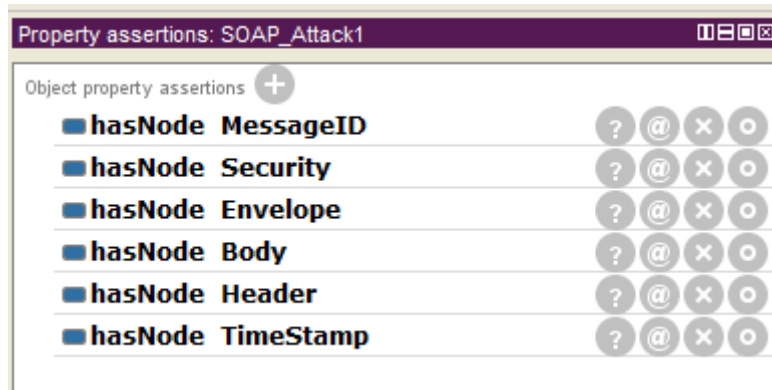 Property assertions: SOAP_Attack1
Object property assertions
hasNode MessageID
hasNode Security
hasNode Envelope
hasNode Body
hasNode Header
hasNode TimeStamp